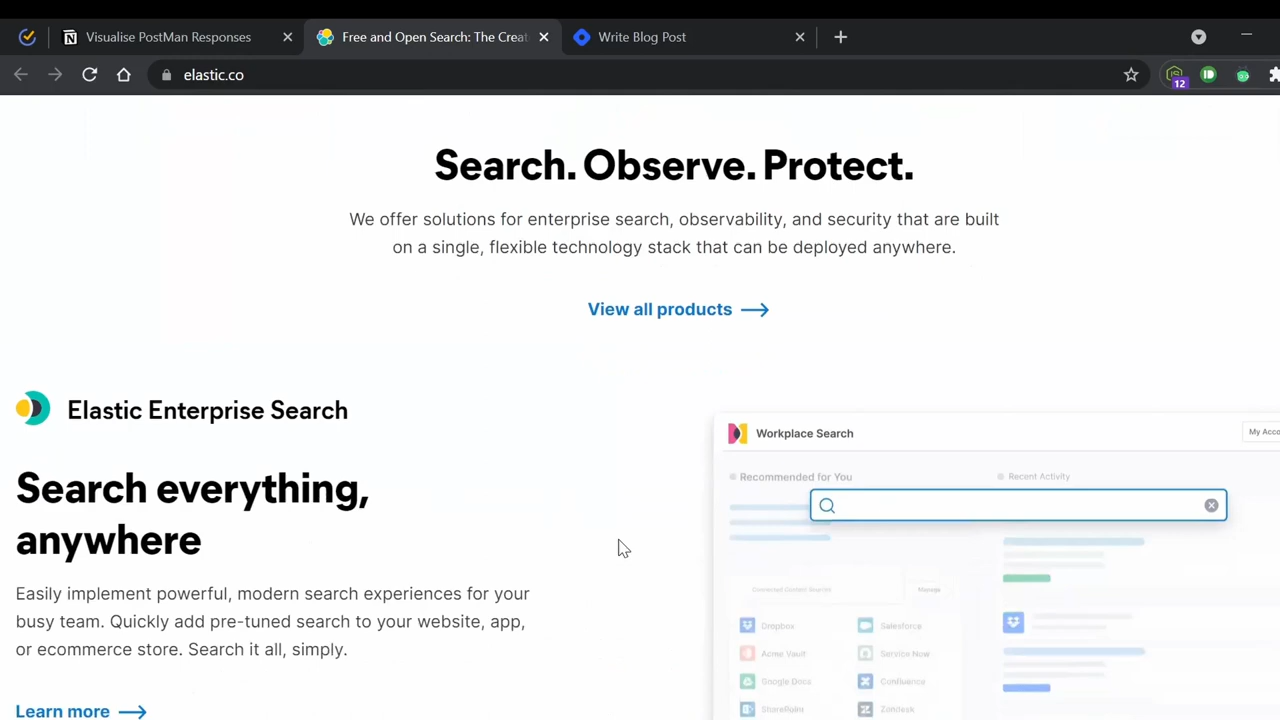 Visualise PostMan Responses
Free and Open Search: The Creat
Write Blog Post
elastic.co
12
Search. Observe. Protect.
We offer solutions for enterprise search, observability, and security that are built
on a single, flexible technology stack that can be deployed anywhere.
View all products
Elastic Enterprise Search
Search everything,
anywhere
Easily implement powerful, modern search experiences for your
busy team. Quickly add pre-tuned search to your website, app,
or ecommerce store. Search it all, simply.
Learn more
Workplace Search
My Acco
Recommended for You
Recent Activity
Connected Content Sources
Manage
Dropbox
Salesforce
Acme Vault
Service Now
Google Docs
Confluence
SharePoint
Zendesk